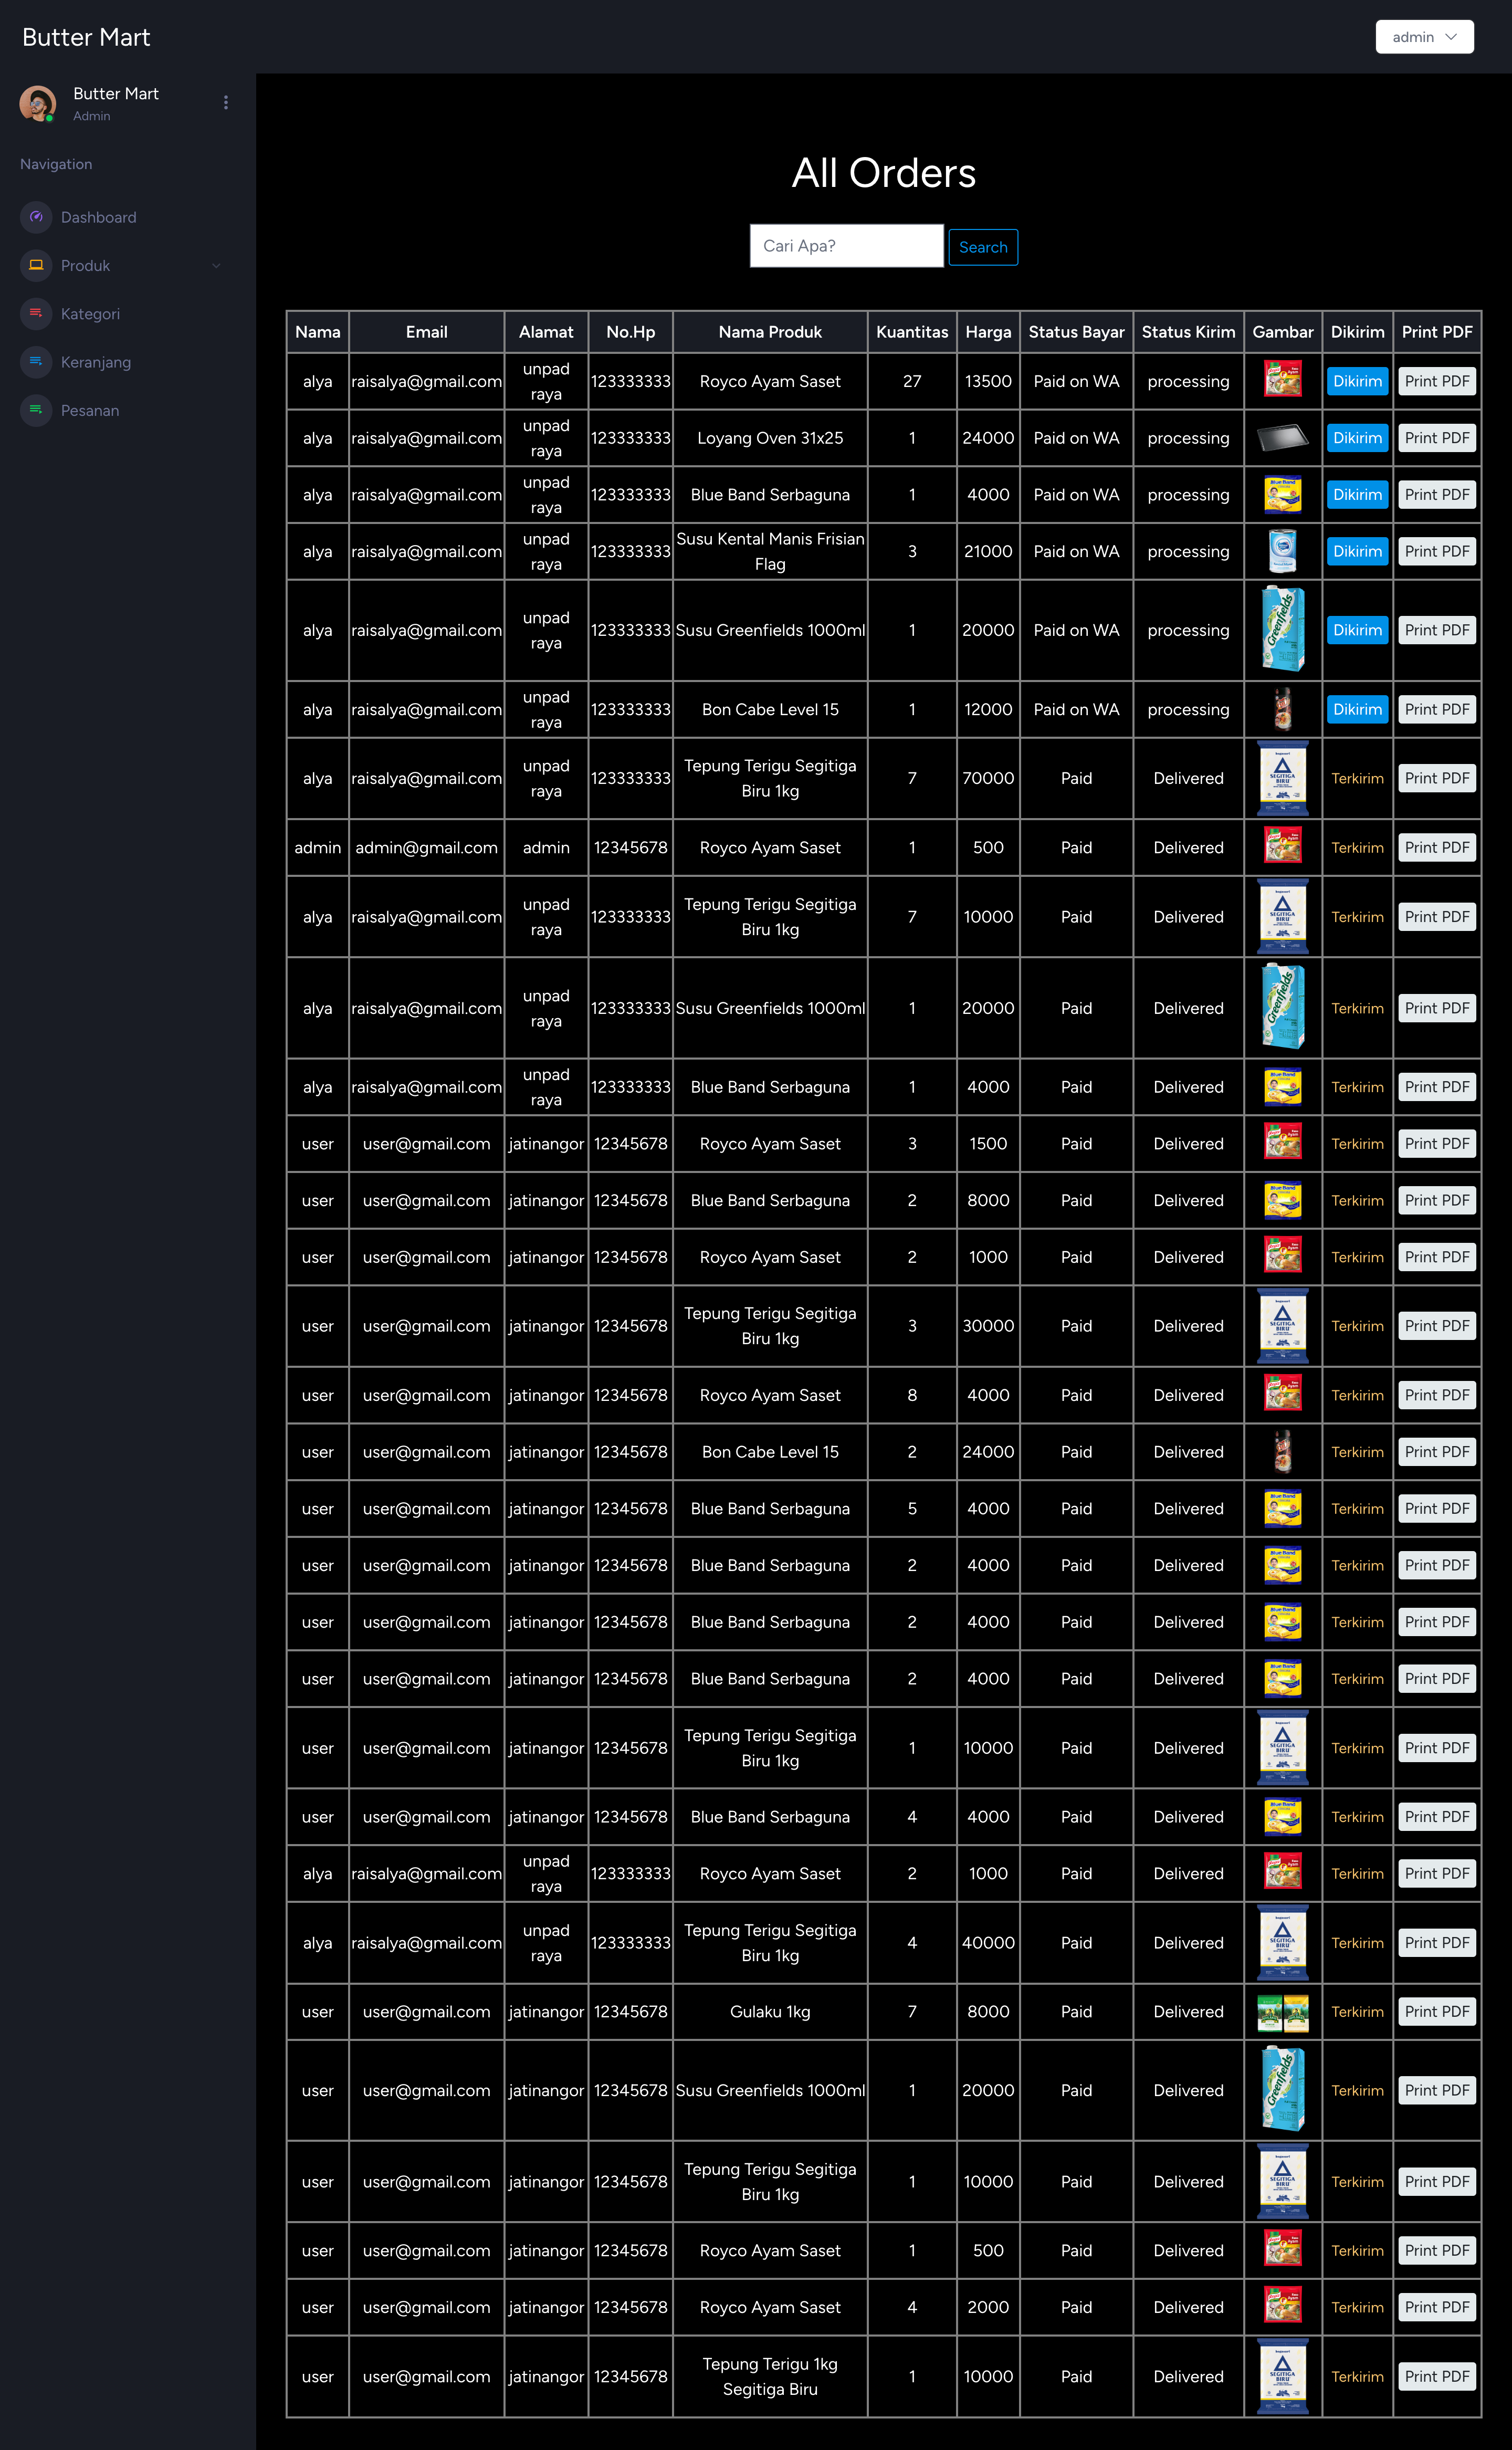 Butter Mart
admin
Butter Mart
Admin
Navigation
Dashboard
Produk
Kategori
Keranjang
Pesanan
All Orders
Cari Apa?
Search
Nama Email Alamat No.Hp Nama Produk Kuantitas Harga Status Bayar Status Kirim Gambar Dikirim Print PDF
alya raisalya@gmail.com unpad raya 123333333 Royco Ayam Saset 27 13500 Paid on WA processing Dikirim Print PDF
alya raisalya@gmail.com unpad raya 123333333 Loyang Oven 31x25 1 24000 Paid on WA processing Dikirim Print PDF
alya raisalya@gmail.com unpad raya 123333333 Blue Band Serbaguna 1 4000 Paid on WA processing Dikirim Print PDF
alya raisalya@gmail.com unpad raya 123333333 Susu Kental Manis Frisian Flag 3 21000 Paid on WA processing Dikirim Print PDF
alya raisalya@gmail.com unpad raya 123333333 Susu Greenfields 1000ml 1 20000 Paid on WA processing Dikirim Print PDF
alya raisalya@gmail.com unpad raya 123333333 Bon Cabe Level 15 1 12000 Paid on WA processing Dikirim Print PDF
alya raisalya@gmail.com unpad raya 123333333 Tepung Terigu Segitiga Biru 1kg 7 70000 Paid Delivered Terkirim Print PDF
admin admin@gmail.com admin 12345678 Royco Ayam Saset 1 500 Paid Delivered Terkirim Print PDF
alya raisalya@gmail.com unpad raya 123333333 Tepung Terigu Segitiga Biru 1kg 7 10000 Paid Delivered Terkirim Print PDF
alya raisalya@gmail.com unpad raya 123333333 Susu Greenfields 1000ml 1 20000 Paid Delivered Terkirim Print PDF
alya raisalya@gmail.com unpad raya 123333333 Blue Band Serbaguna 1 4000 Paid Delivered Terkirim Print PDF
user user@gmail.com jatinangor 12345678 Royco Ayam Saset 3 1500 Paid Delivered Terkirim Print PDF
user user@gmail.com jatinangor 12345678 Blue Band Serbaguna 2 8000 Paid Delivered Terkirim Print PDF
user user@gmail.com jatinangor 12345678 Royco Ayam Saset 2 1000 Paid Delivered Terkirim Print PDF
user user@gmail.com jatinangor 12345678 Tepung Terigu Segitiga Biru 1kg 3 30000 Paid Delivered Terkirim Print PDF
user user@gmail.com jatinangor 12345678 Royco Ayam Saset 8 4000 Paid Delivered Terkirim Print PDF
user user@gmail.com jatinangor 12345678 Bon Cabe Level 15 2 24000 Paid Delivered Terkirim Print PDF
user user@gmail.com jatinangor 12345678 Blue Band Serbaguna 5 4000 Paid Delivered Terkirim Print PDF
user user@gmail.com jatinangor 12345678 Blue Band Serbaguna 2 4000 Paid Delivered Terkirim Print PDF
user user@gmail.com jatinangor 12345678 Blue Band Serbaguna 2 4000 Paid Delivered Terkirim Print PDF
user user@gmail.com jatinangor 12345678 Blue Band Serbaguna 2 4000 Paid Delivered Terkirim Print PDF
user user@gmail.com jatinangor 12345678 Tepung Terigu Segitiga Biru 1kg 1 10000 Paid Delivered Terkirim Print PDF
user user@gmail.com jatinangor 12345678 Blue Band Serbaguna 4 4000 Paid Delivered Terkirim Print PDF
alya raisalya@gmail.com unpad raya 123333333 Royco Ayam Saset 2 1000 Paid Delivered Terkirim Print PDF
alya raisalya@gmail.com unpad raya 123333333 Tepung Terigu Segitiga Biru 1kg 4 40000 Paid Delivered Terkirim Print PDF
user user@gmail.com jatinangor 12345678 Gulaku 1kg 7 8000 Paid Delivered Terkirim Print PDF
user user@gmail.com jatinangor 12345678 Susu Greenfields 1000ml 1 20000 Paid Delivered Terkirim Print PDF
user user@gmail.com jatinangor 12345678 Tepung Terigu Segitiga Biru 1kg 1 10000 Paid Delivered Terkirim Print PDF
user user@gmail.com jatinangor 12345678 Royco Ayam Saset 1 500 Paid Delivered Terkirim Print PDF
user user@gmail.com jatinangor 12345678 Royco Ayam Saset 4 2000 Paid Delivered Terkirim Print PDF
user user@gmail.com jatinangor 12345678 Tepung Terigu 1kg Segitiga Biru 1 10000 Paid Delivered Terkirim Print PDF